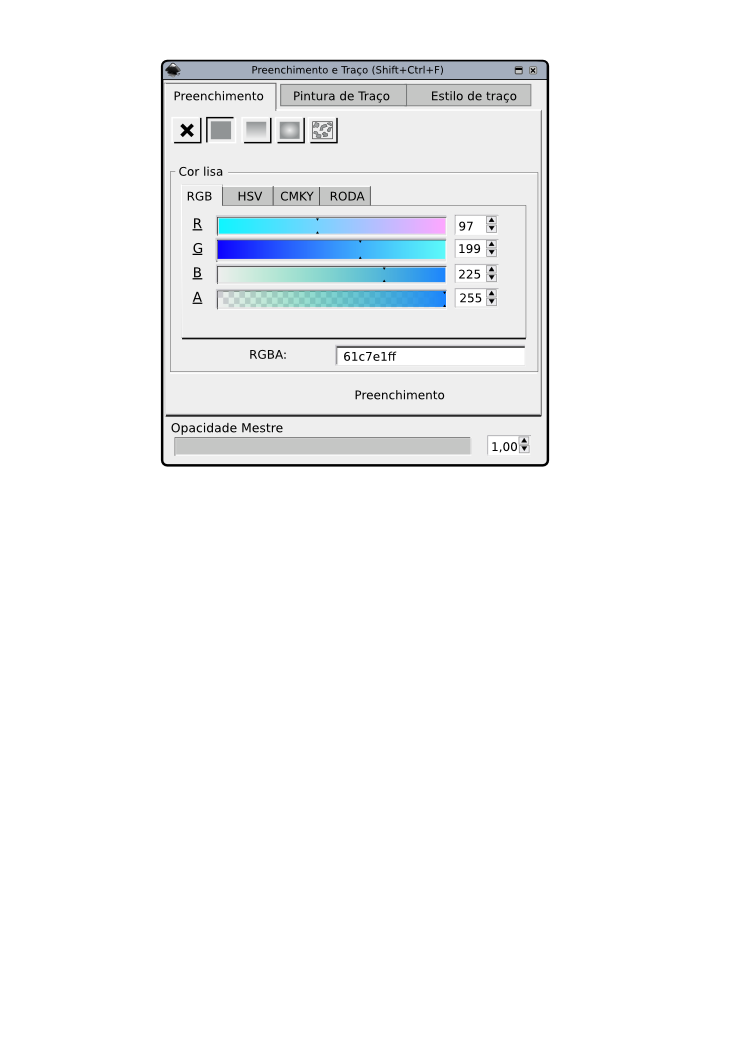 Preenchimento e Traço (Shift+Ctrl+F)
Preenchimento Pintura de Traço Estilo de traço
Cor lisa
RGB HSV CMKY RODA
R 97
G 199
B 225
A 255
RGBA: 61c7e1ff
Preenchimento
Opacidade Mestre
1,00